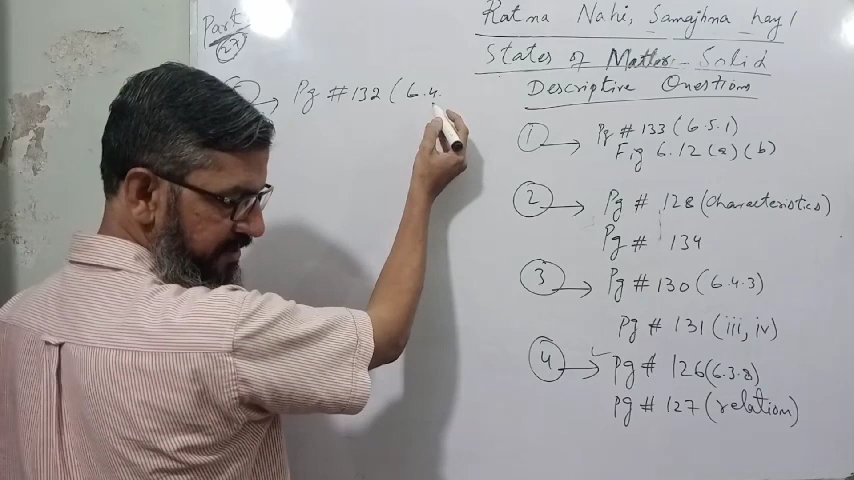 Part
27
Pg # 132 ( 6.4.
Ratna Nahi, Samajhna hay !
States of Matter - Solid
Descriptive Questions
1 → Pg # 133 ( 6.5.1)
Fig 6.12 (a) (b)
2 → Pg # 128 (Characteristics)
Pg # 134
3 → Pg # 130 ( 6.4.3)
Pg # 131 (iii, iv)
4 → Pg # 126 (6.3.8)
Pg # 127 (relation)